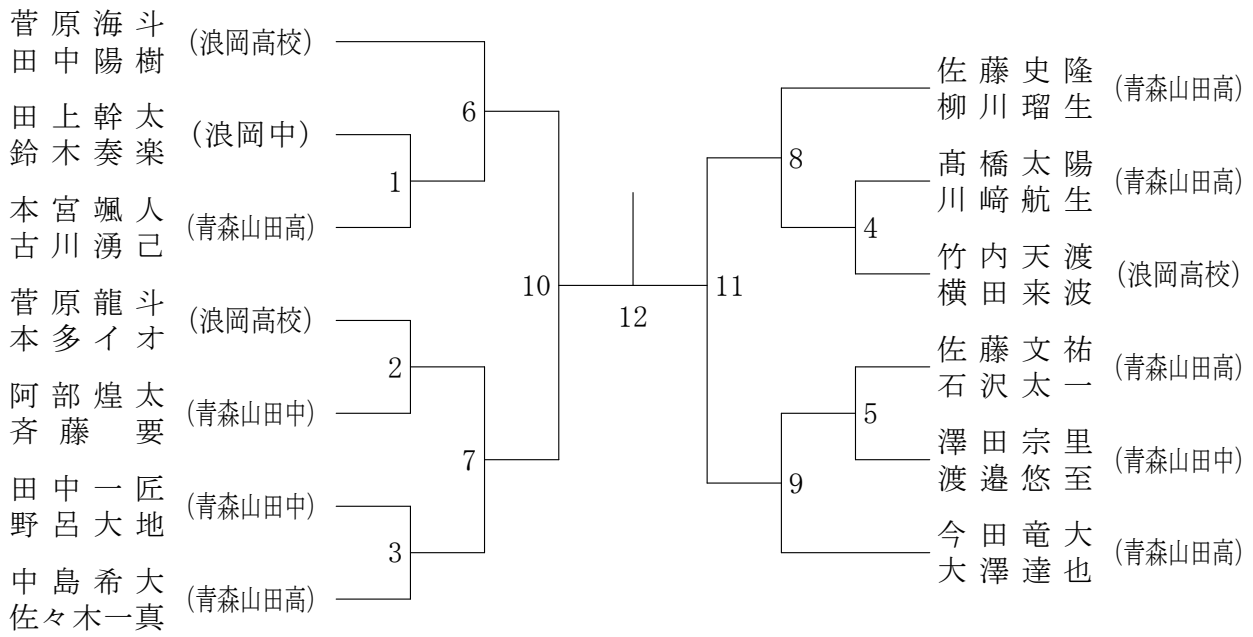 菅原海斗
田中陽樹
(浪岡高校)
田上幹太
鈴木奏楽
(浪岡中)
本宮颯人
古川湧己
(青森山田高)
菅原龍斗
本多イオ
(浪岡高校)
阿部煌太
斉藤　要
(青森山田中)
田中一匠
野呂大地
(青森山田中)
中島希大
佐々木一真
(青森山田高)
6
1
2
7
3
10
12
11
8
4
5
9
佐藤史隆
柳川瑠生
(青森山田高)
髙橋太陽
川﨑航生
(青森山田高)
竹内天渡
横田来波
(浪岡高校)
佐藤文祐
石沢太一
(青森山田高)
澤田宗里
渡邉悠至
(青森山田中)
今田竜大
大澤達也
(青森山田高)